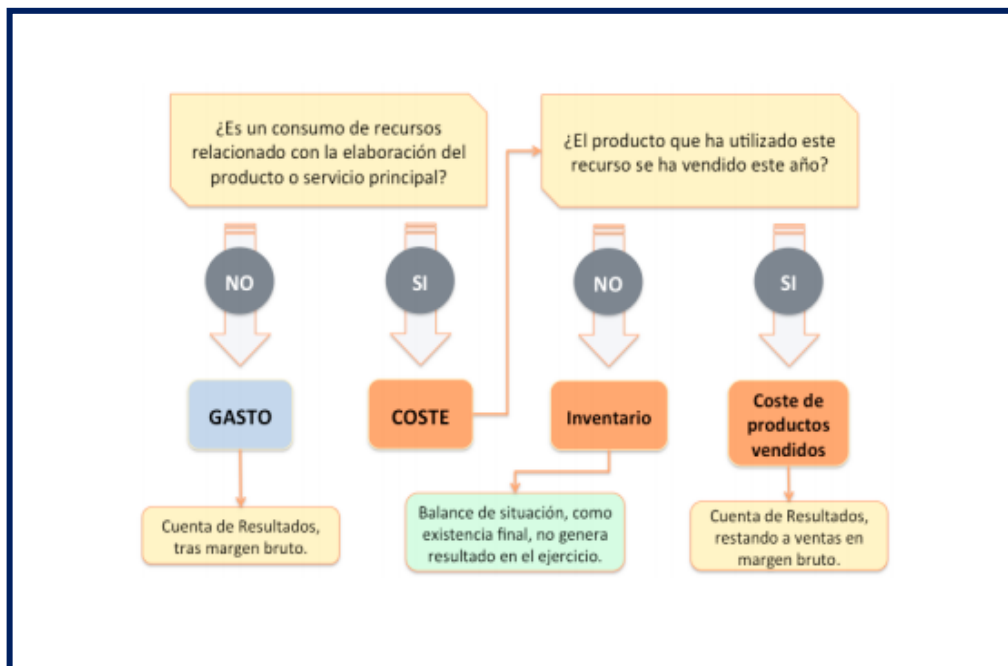 ¿Es un consumo de recursos
relacionado con la elaboración del
producto o servicio principal?
¿El producto que ha utilizado este
recurso se ha vendido este año?
NO
SI
NO
SI
GASTO
COSTE
Inventario
Coste de
productos
vendidos
Cuenta de Resultados,
tras margen bruto.
Balance de situación, como
existencia final, no genera
resultado en el ejercicio.
Cuenta de Resultados,
restando a ventas en
margen bruto.